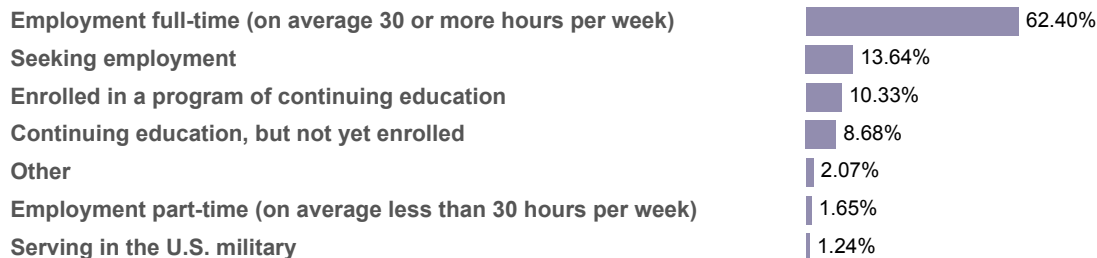 Employment full-time (on average 30 or more hours per week) 62.40%
Seeking employment 13.64%
Enrolled in a program of continuing education 10.33%
Continuing education, but not yet enrolled 8.68%
Other 2.07%
Employment part-time (on average less than 30 hours per week) 1.65%
Serving in the U.S. military 1.24%